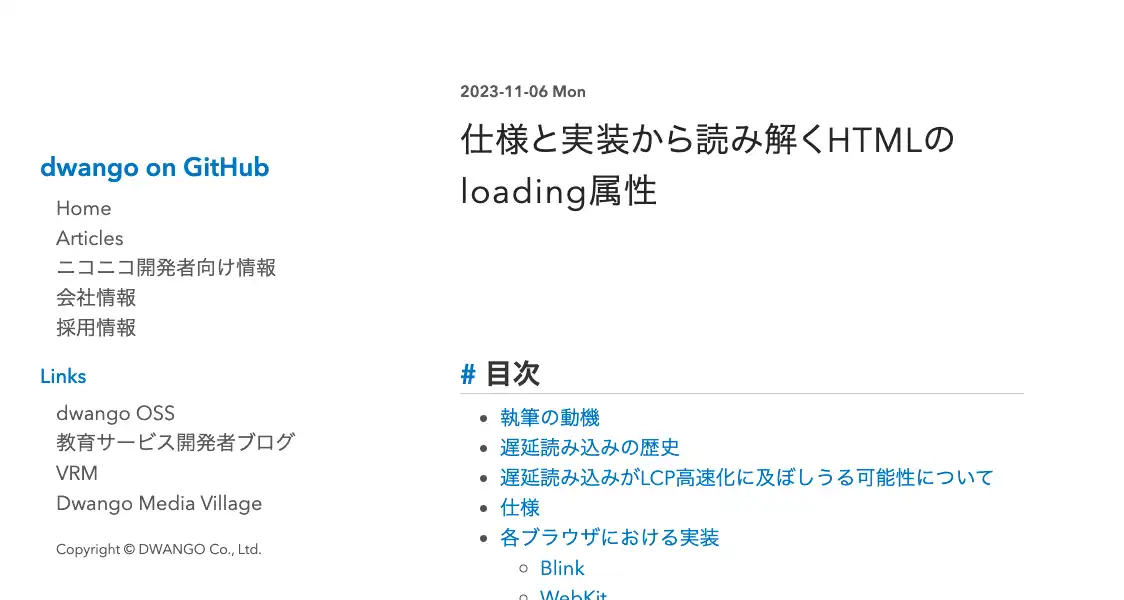 dwango on GitHub
Home
Articles
ニコニコ開発者向け情報
会社情報
採用情報
Links
dwango OSS
教育サービス開発者ブログ
VRM
Dwango Media Village
Copyright © DWANGO Co., Ltd.
2023-11-06 Mon
仕様と実装から読み解くHTMLの
loading属性
# 目次
執筆の動機
遅延読み込みの歴史
遅延読み込みがLCP高速化に及ぼしうる可能性について
仕様
各ブラウザにおける実装
Blink
WebKit